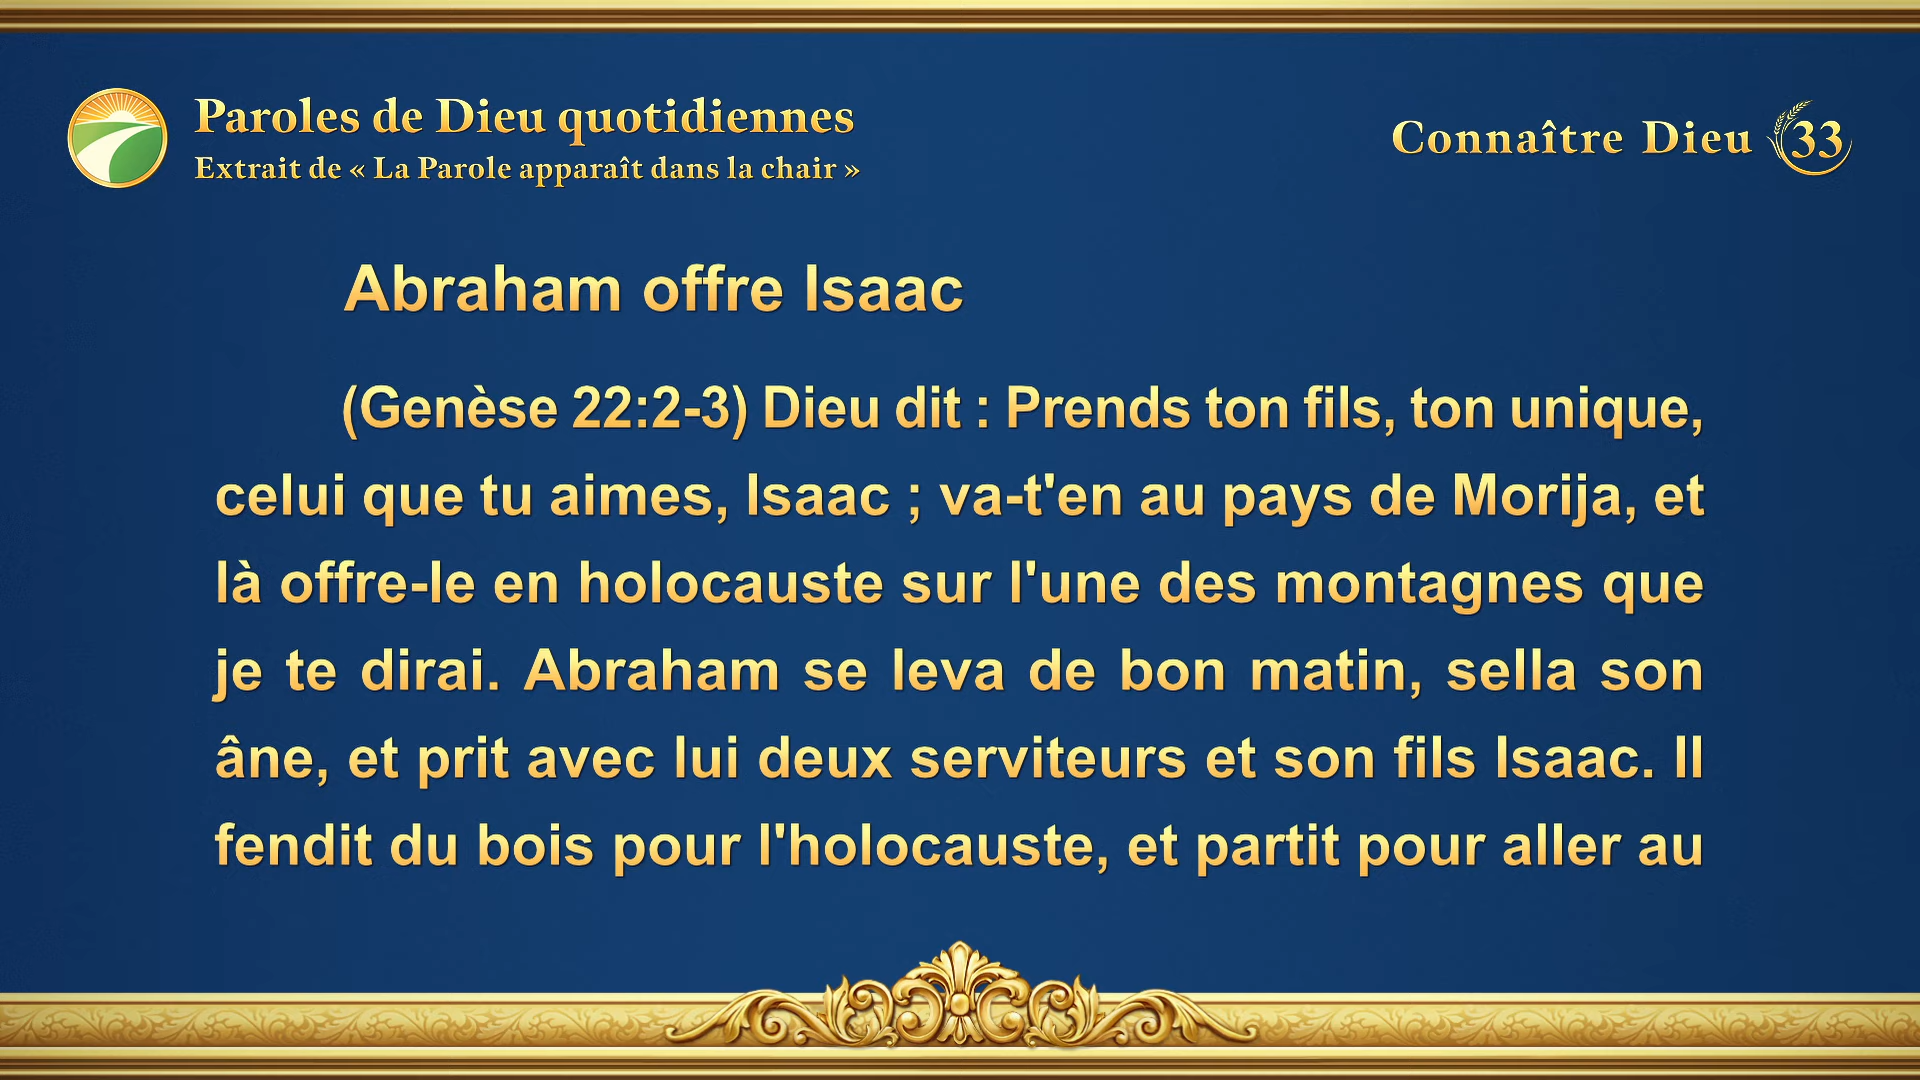 Paroles de Dieu quotidiennes
Extrait de « La Parole apparaît dans la chair »
Connaître Dieu 33
Abraham offre Isaac
(Genèse 22:2-3) Dieu dit : Prends ton fils, ton unique,
celui que tu aimes, Isaac ; va-t'en au pays de Morija, et
là offre-le en holocauste sur l'une des montagnes que
je te dirai. Abraham se leva de bon matin, sella son
âne, et prit avec lui deux serviteurs et son fils Isaac. Il
fendit du bois pour l'holocauste, et partit pour aller au